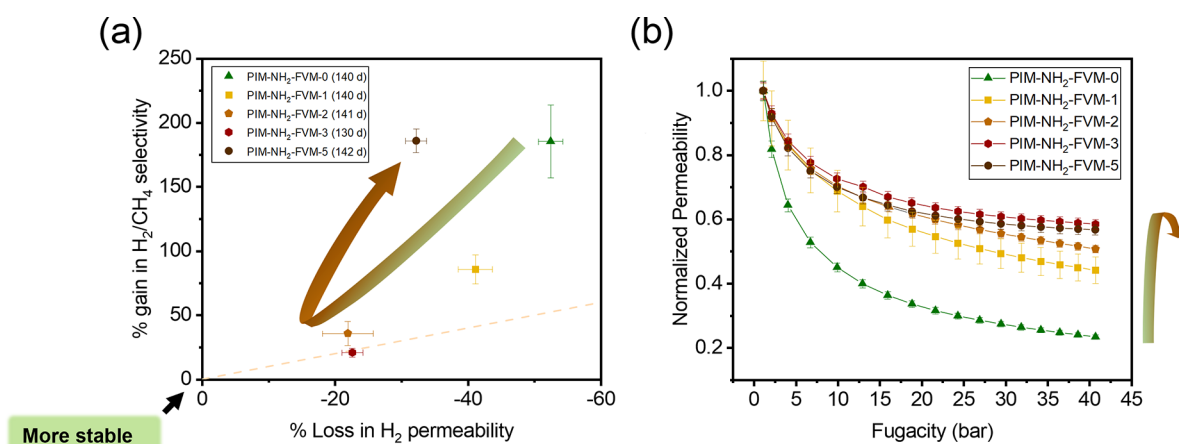 (a)
250
200
150
100
50
0
% gain in H₂/CH₄ selectivity
PIM-NH₂-FVM-0 (140 d)
PIM-NH₂-FVM-1 (140 d)
PIM-NH₂-FVM-2 (141 d)
PIM-NH₂-FVM-3 (130 d)
PIM-NH₂-FVM-5 (142 d)
0 -20 -40 -60
% Loss in H₂ permeability
More stable
(b)
1.0
0.8
0.6
0.4
0.2
Normalized Permeability
PIM-NH₂-FVM-0
PIM-NH₂-FVM-1
PIM-NH₂-FVM-2
PIM-NH₂-FVM-3
PIM-NH₂-FVM-5
0 5 10 15 20 25 30 35 40 45
Fugacity (bar)